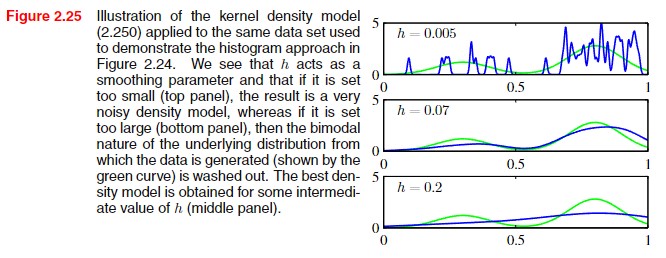 Figure 2.25 Illustration of the kernel density model
(2.250) applied to the same data set used
to demonstrate the histogram approach in
Figure 2.24. We see that h acts as a
smoothing parameter and that if it is set
too small (top panel), the result is a very
noisy density model, whereas if it is set
too large (bottom panel), then the bimodal
nature of the underlying distribution from
which the data is generated (shown by the
green curve) is washed out. The best den-
sity model is obtained for some intermedi-
ate value of h (middle panel).
5
h = 0.005
0
0 0.5 1
5
h = 0.07
0
0 0.5 1
5
h = 0.2
0
0 0.5 1